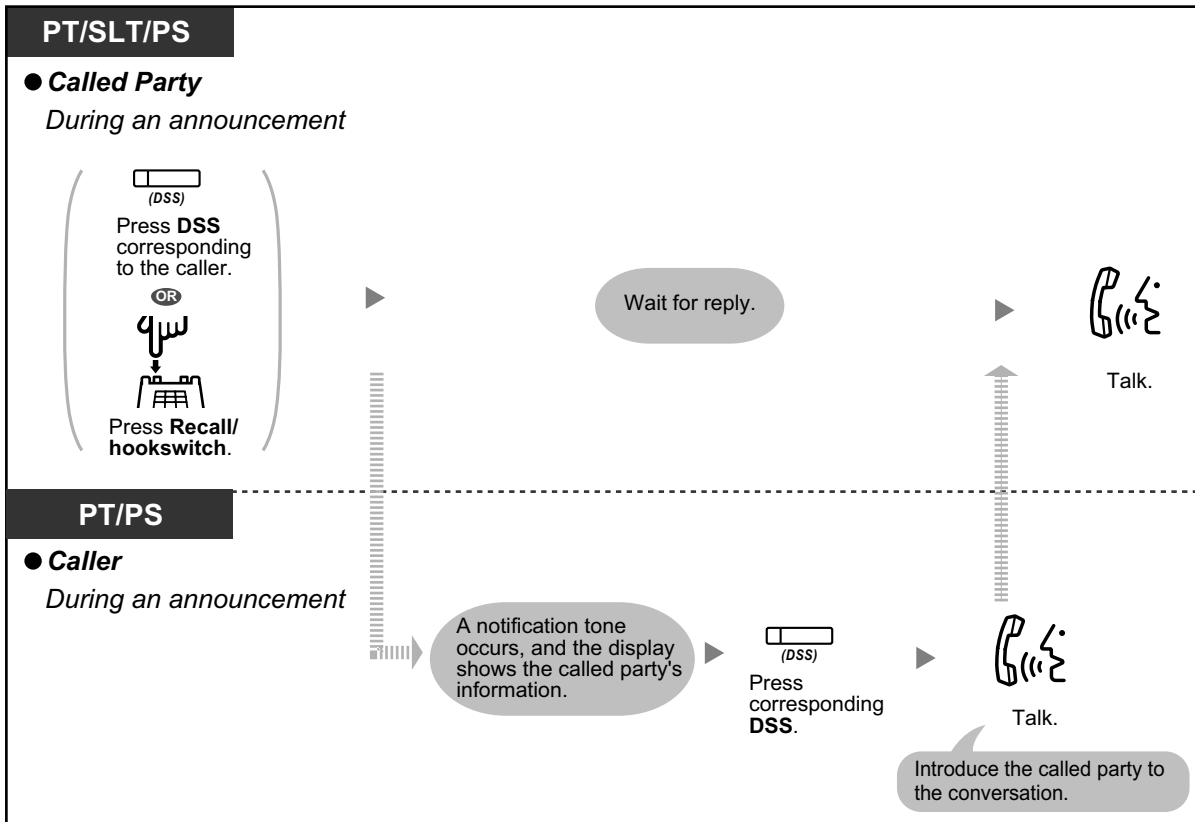 PT/SLT/PS
● Called Party
During an announcement
(DSS)
Press DSS
corresponding
to the caller.
OR
Press Recall/
hookswitch.
Wait for reply.
Talk.
PT/PS
● Caller
During an announcement
A notification tone
occurs, and the display
shows the called party's
information.
(DSS)
Press
corresponding
DSS.
Talk.
Introduce the called party to
the conversation.